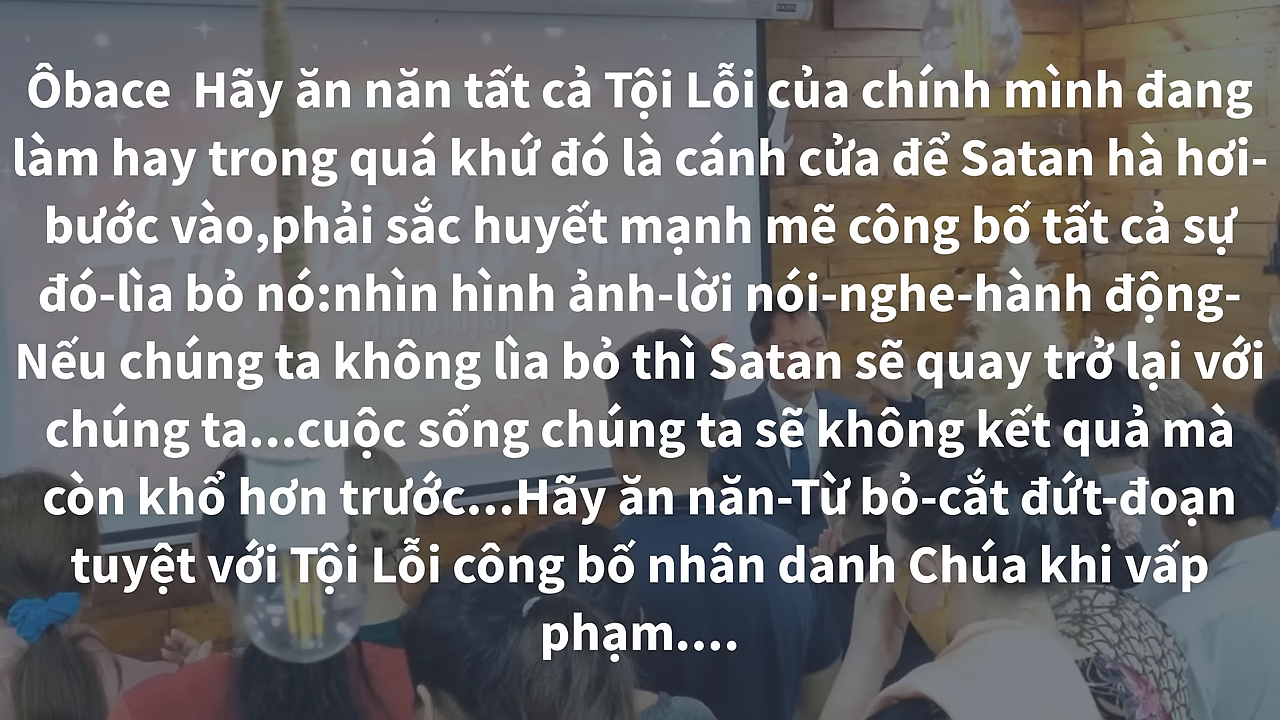 Ôbace Hãy ăn năn tất cả Tội Lỗi của chính mình đang
làm hay trong quá khứ đó là cánh cửa để Satan hà hơi-
bước vào,phải sắc huyết mạnh mẽ công bố tất cả sự
đó-lìa bỏ nó:nhìn hình ảnh-lời nói-nghe-hành động-
Nếu chúng ta không lìa bỏ thì Satan sẽ quay trở lại với
chúng ta...cuộc sống chúng ta sẽ không kết quả mà
còn khổ hơn trước...Hãy ăn năn-Từ bỏ-cắt đứt-đoạn
tuyệt với Tội Lỗi công bố nhân danh Chúa khi vấp
phạm....